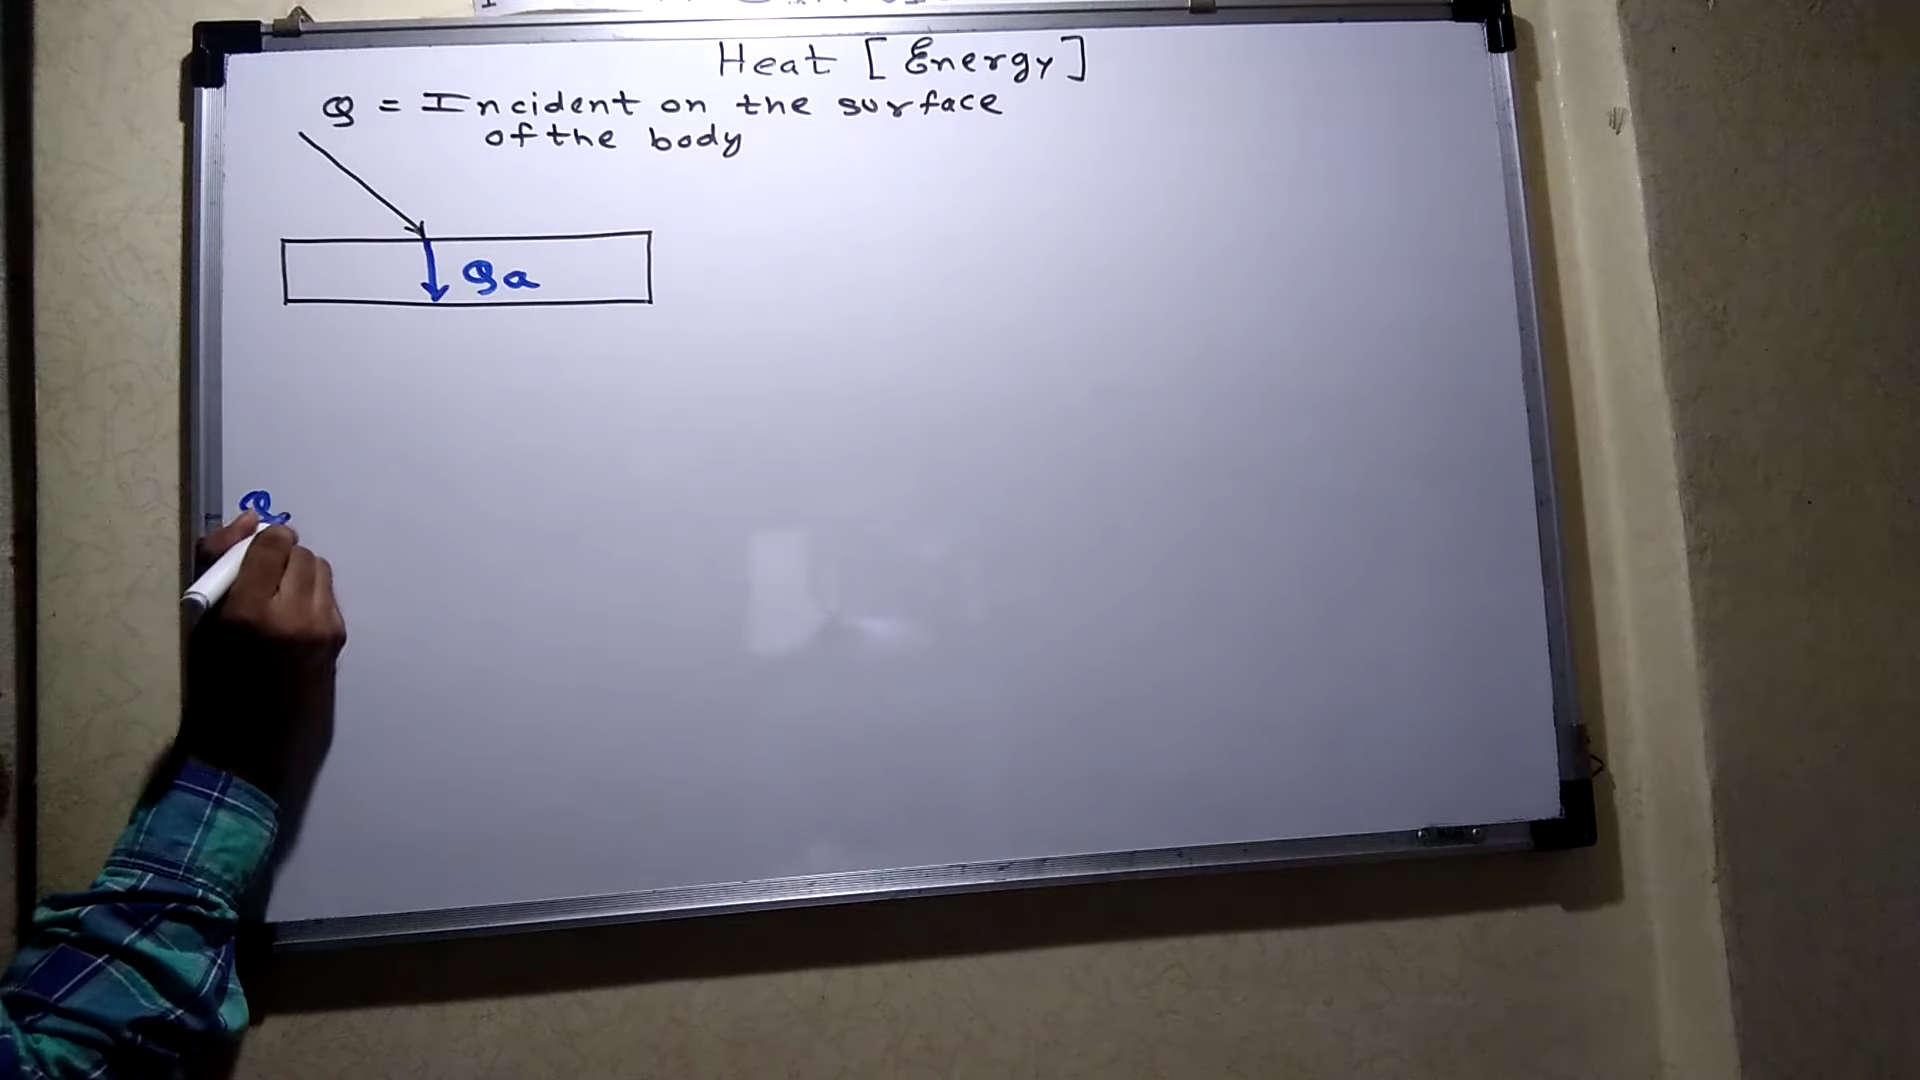 Heat [Energy]
Q = Incident on the surface
of the body
Qa
Q